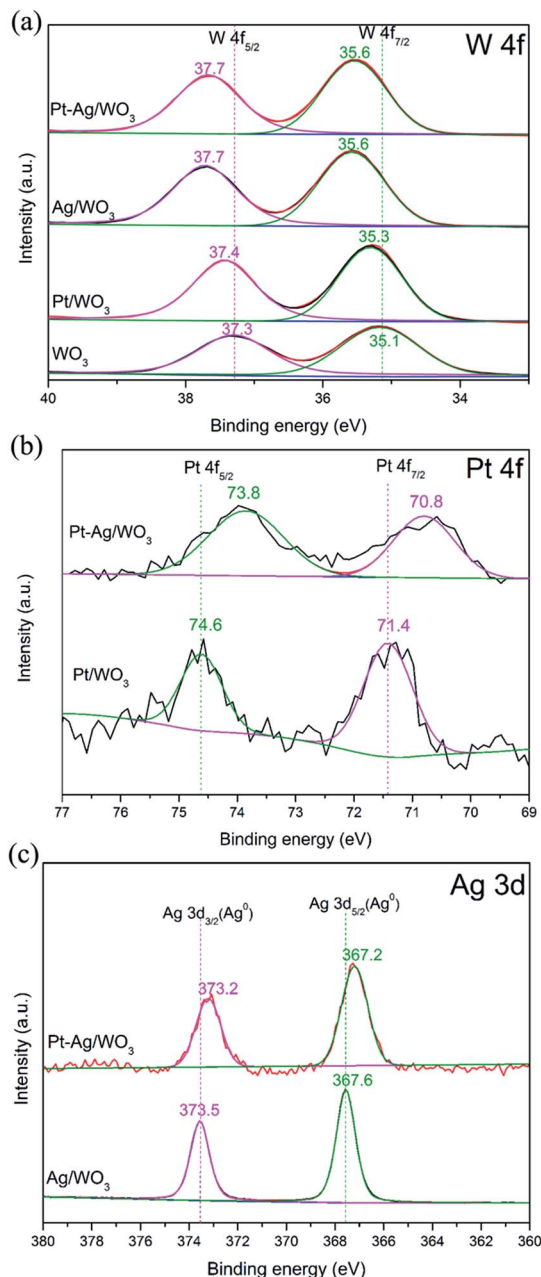 (a)
W 4f5/2
W 4f7/2
W 4f
37.7
35.6
Pt-Ag/WO3
37.7
35.6
Ag/WO3
37.4
35.3
Pt/WO3
37.3
35.1
WO3
Intensity (a.u.)
40 38 36 34
Binding energy (eV)
(b)
Pt 4f5/2
Pt 4f7/2
Pt 4f
73.8
70.8
Pt-Ag/WO3
74.6
71.4
Pt/WO3
Intensity (a.u.)
77 76 75 74 73 72 71 70 69
Binding energy (eV)
(c)
Ag 3d
Ag 3d3/2(Ag0)
Ag 3d5/2(Ag0)
373.2
367.2
Pt-Ag/WO3
373.5
367.6
Ag/WO3
Intensity (a.u.)
380 378 376 374 372 370 368 366 364 362 360
Binding energy (eV)